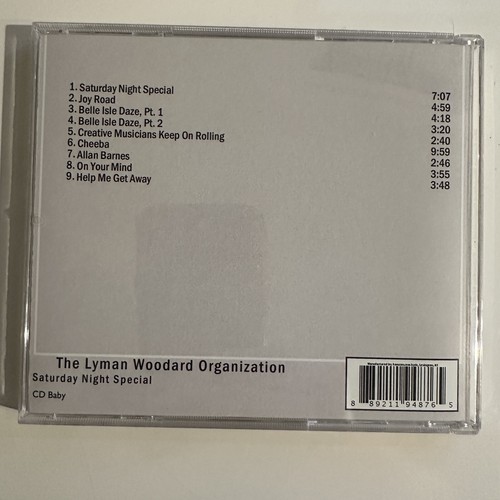 1. Saturday Night Special 7:07
2. Joy Road 4:59
3. Belle Isle Daze, Pt. 1 4:18
4. Belle Isle Daze, Pt. 2 3:20
5. Creative Musicians Keep On Rolling 2:40
6. Cheeba 9:59
7. Allan Barnes 2:46
8. On Your Mind 3:55
9. Help Me Get Away 3:48
The Lyman Woodard Organization
Saturday Night Special
CD Baby
8 89211 94876 5